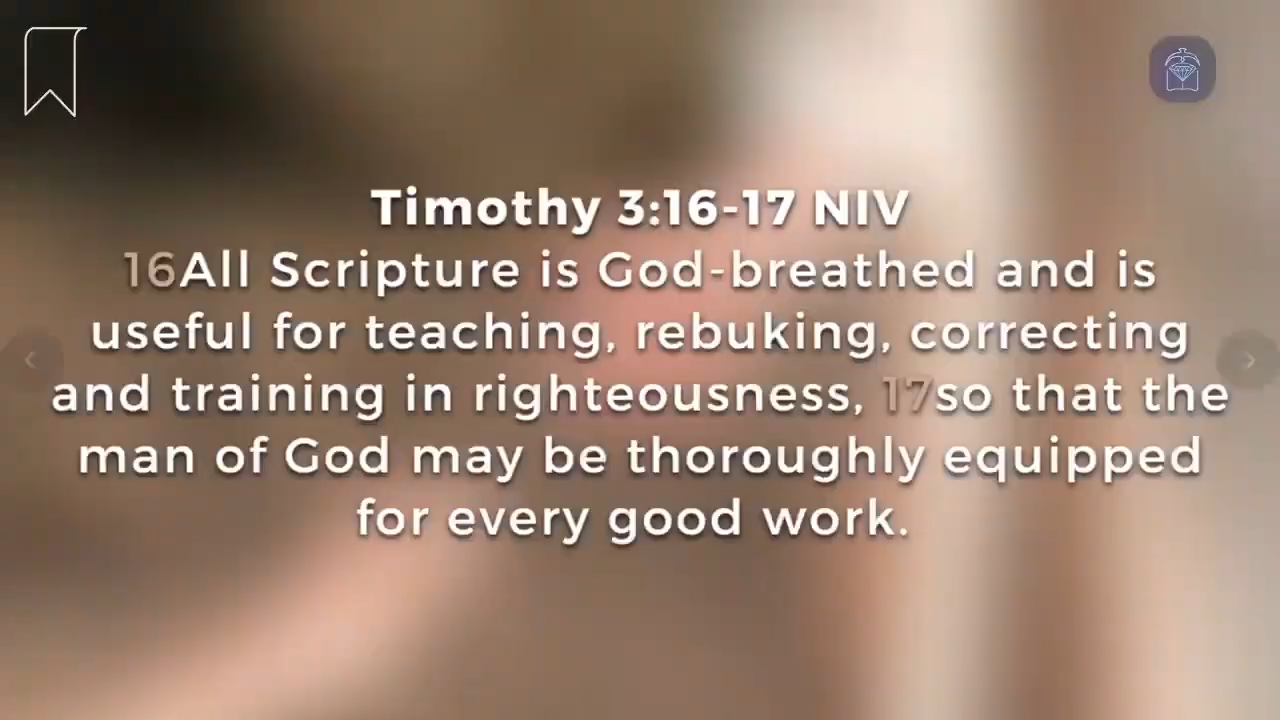 Timothy 3:16-17 NIV
16All Scripture is God-breathed and is
useful for teaching, rebuking, correcting
and training in righteousness, 17so that the
man of God may be thoroughly equipped
for every good work.